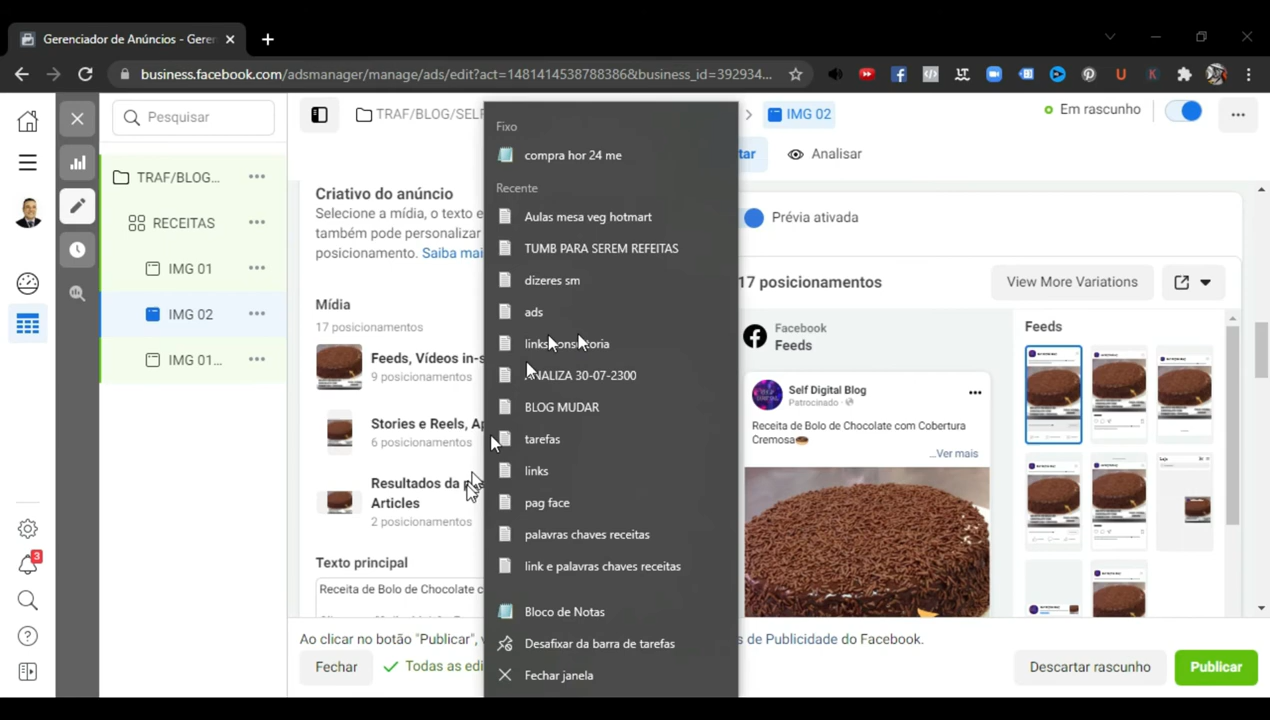 Gerenciador de Anúncios - Geren
business.facebook.com/adsmanager/manage/ads/edit?act=1481414538788386&business_id=392934...
Pesquisar
TRAF/BLOG...
RECEITAS
IMG 01
IMG 02
IMG 01...
3
TRAF/BLOG/SELF
IMG 02
Em rascunho
tar
Analisar
Criativo do anúncio
Selecione a mídia, o texto e
também pode personalizar
posicionamento. Saiba mai
Mídia
17 posicionamentos
Feeds, Vídeos in-s
9 posicionamentos
Stories e Reels, Ap
6 posicionamentos
Resultados da
Articles
2 posicionamentos
Texto principal
Receita de Bolo de Chocolate c
Fixo
compra hor 24 me
Recente
Aulas mesa veg hotmart
TUMB PARA SEREM REFEITAS
dizeres sm
ads
links consultoria
ANALIZA 30-07-2300
BLOG MUDAR
tarefas
links
pag face
palavras chaves receitas
link e palavras chaves receitas
Bloco de Notas
Desafixar da barra de tarefas
Fechar janela
Prévia ativada
17 posicionamentos
View More Variations
Facebook
Feeds
Self Digital Blog
Patrocinado ·
Receita de Bolo de Chocolate com Cobertura
Cremosa
...Ver mais
Feeds
Ao clicar no botão "Publicar", v
s de Publicidade do Facebook.
Fechar
Todas as edi
Descartar rascunho
Publicar